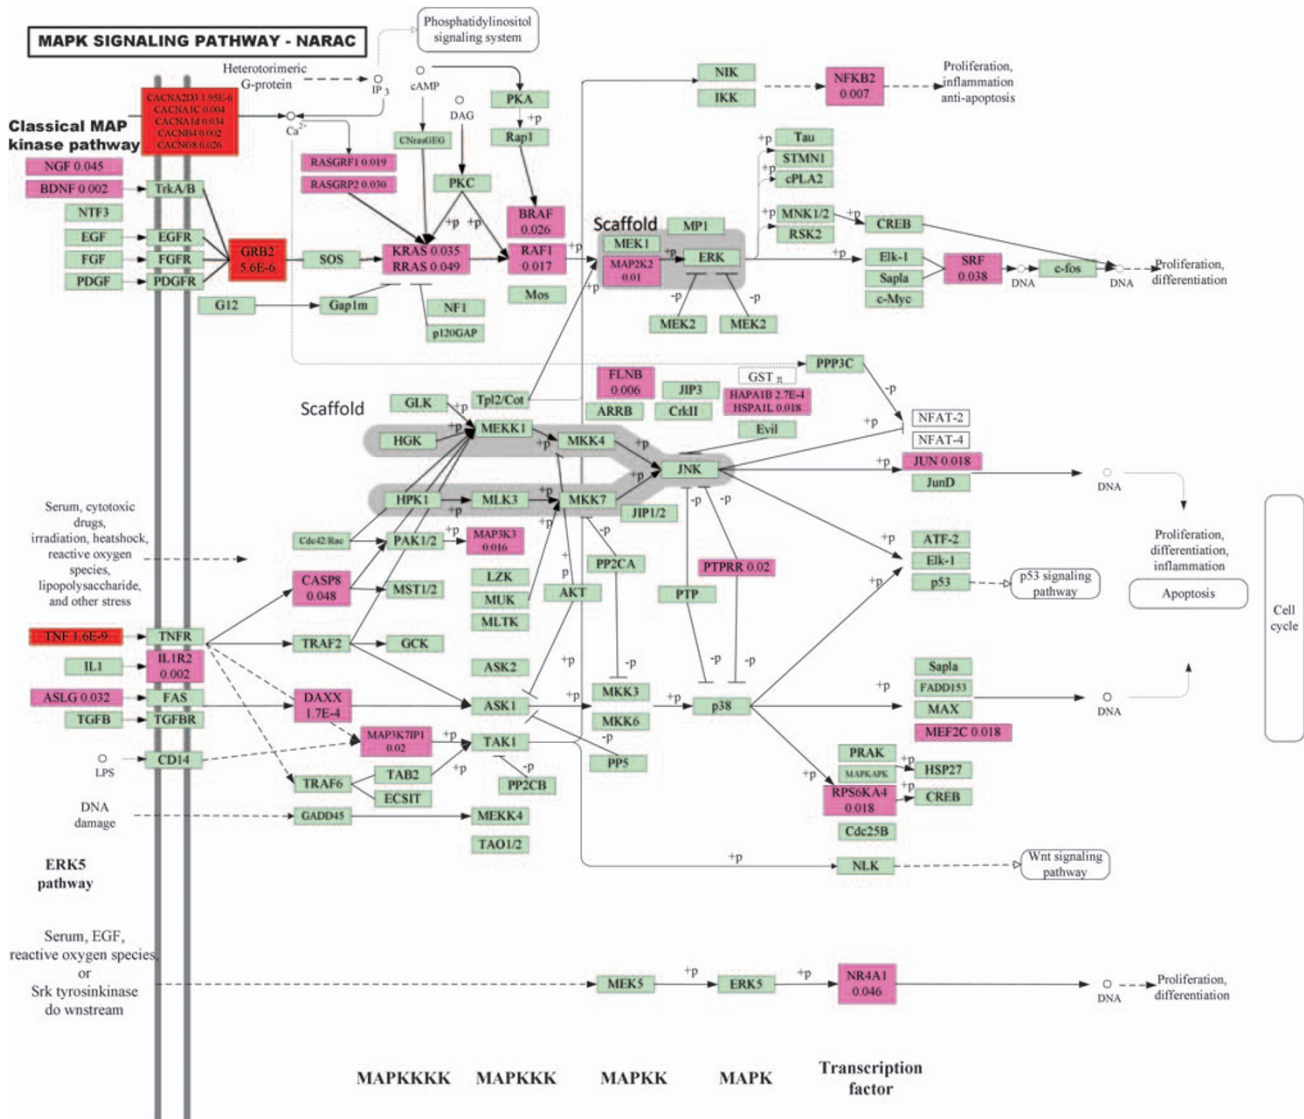 MAPK SIGNALING PATHWAY - NARAC
Phosphatidylinositol
signaling system
Heterotorimeric
G-protein
IP3
cAMP
DAG
PKA
+p
Rap1
NIK
IKK
NFKB2
0.007
Proliferation,
inflammation
anti-apoptosis
CACNA2D3 1.95E-6
CACNA1C 0.004
CACNA1d 0.034
CACNB4 0.002
CACNG8 0.026
Ca2+
Classical MAP
kinase pathway
CNrasGEG
RASGRF1 0.019
RASGRP2 0.030
PKC
+p
+p
NGF 0.045
BDNF 0.002
NTF3
EGF
FGF
PDGF
TrkA/B
EGFR
FGFR
PDGFR
GRB2
5.6E-6
SOS
G12
Gap1m
KRAS 0.035
RRAS 0.049
NF1
p120GAP
BRAF
0.026
RAF1
0.017
Mos
+p
+p
Scaffold
MP1
MEK1
MAP2K2
0.01
+p
ERK
-p
-p
MEK2
MEK2
+p
+p
+p
+p
Tau
STMN1
cPLA2
MNK1/2
RSK2
+p
CREB
Elk-1
Sapla
c-Myc
SRF
0.038
DNA
c-fos
DNA
Proliferation,
differentiation
PPP3C
-p
Scaffold
GLK
+p
+p
HGK
Tpl2/Cot
MEKK1
+p
MKK4
+p
FLNB
0.006
ARRB
JIP3
CrkII
GST π
HAPA1B 2.7E-4
HSPA1L 0.018
Evil
JNK
+p
+p
NFAT-2
NFAT-4
JUN 0.018
JunD
DNA
HPK1
MLK3
+p
MKK7
+p
JIP1/2
-p
-p
Serum, cytotoxic
drugs,
irradiation, heatshock,
reactive oxygen
species,
lipopolysaccharide,
and other stress
Cdc42/Rac
PAK1/2
+p
MAP3K3
0.016
CASP8
0.048
MST1/2
LZK
MUK
MLTK
+p
+
p
-p
AKT
PP2CA
PTP
PTPRR 0.02
+p
+p
ATF-2
Elk-1
p53
p53 signaling
pathway
Proliferation,
differentiation,
inflammation
Apoptosis
Cell
cycle
TNF 1.6E-9
TNFR
IL1
IL1R2
0.002
ASLG 0.032
FAS
TGFB
TGFBR
LPS
CD14
TRAF2
GCK
ASK2
+p
DAXX
1.7E-4
ASK1
+p
-p
MKK3
MKK6
+p
-p
-p
p38
+p
Sapla
FADD153
MAX
MEF2C 0.018
DNA
MAP3K7IP1
0.02
+p
TAK1
-p
PP5
-p
PP2CB
TRAF6
TAB2
ECSIT
+p
+p
PRAK
MAPKAPK
RPS6KA4
0.018
Cdc25B
+p
+p
HSP27
CREB
DNA
damage
GADD45
MEKK4
TAO1/2
+p
NLK
Wnt signaling
pathway
ERK5
pathway
Serum, EGF,
reactive oxygen species,
or
Srk tyrosinkinase
do wnstream
MEK5
+p
ERK5
+p
NR4A1
0.046
DNA
Proliferation,
differentiation
MAPKKKK
MAPKKK
MAPKK
MAPK
Transcription
factor